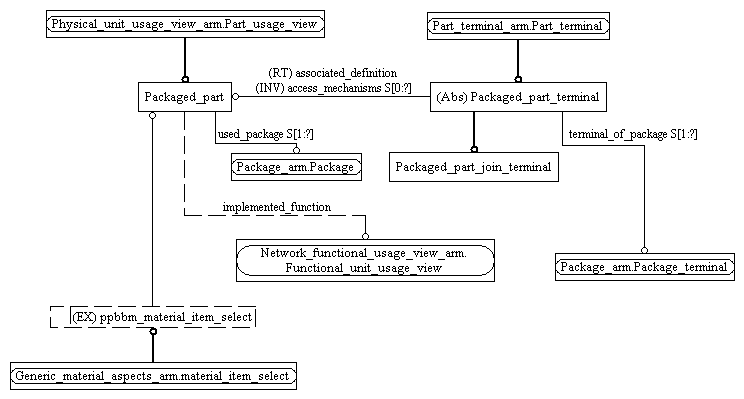 Physical_unit_usage_view_arm.Part_usage_view
Part_terminal_arm.Part_terminal
(RT) associated_definition
(INV) access_mechanisms S[0:?]
Packaged_part
(Abs) Packaged_part_terminal
used_package S[1:?]
terminal_of_package S[1:?]
Package_arm.Package
Packaged_part_join_terminal
implemented_function
Network_functional_usage_view_arm.
Functional_unit_usage_view
Package_arm.Package_terminal
(EX) ppbbm_material_item_select
Generic_material_aspects_arm.material_item_select